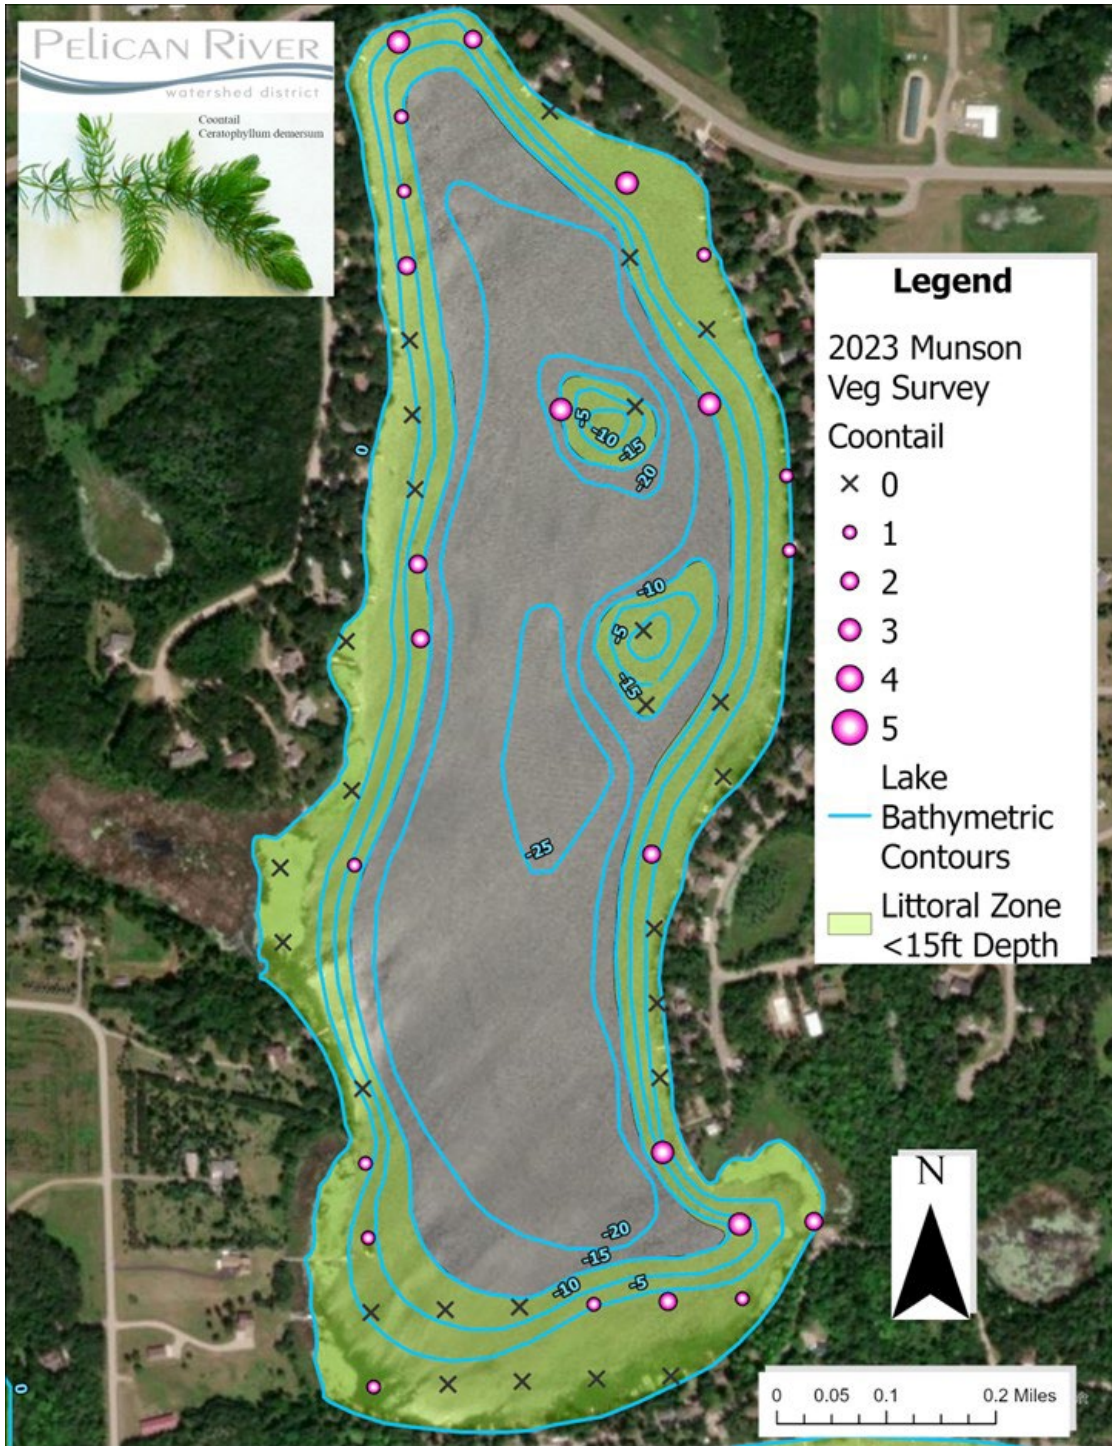 PELICAN RIVER
watershed district
Coontail
Ceratophyllum demersum
Legend
2023 Munson
Veg Survey
Coontail
0
1
2
3
4
5
Lake
Bathymetric
Contours
Littoral Zone
<15ft Depth
0
-5
-10
-15
-20
-10
-5
-15
-25
-20
-15
-10
-5
0
N
0 0.05 0.1 0.2 Miles